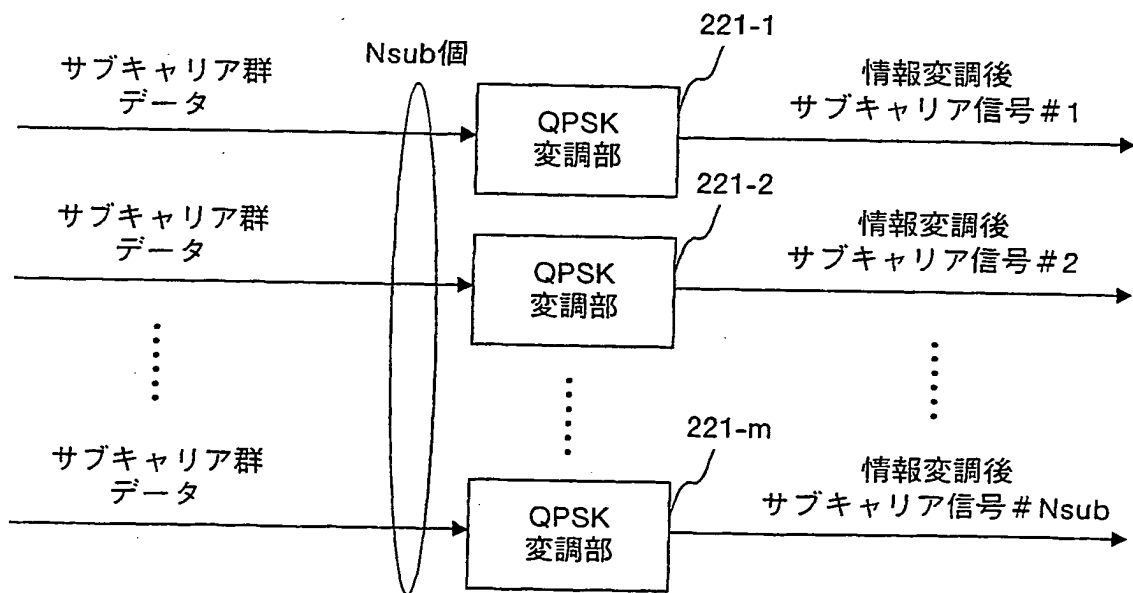 221-1
Nsub個
サブキャリア群
データ
QPSK
変調部
情報変調後
サブキャリア信号#1
221-2
サブキャリア群
データ
QPSK
変調部
情報変調後
サブキャリア信号#2
221-m
サブキャリア群
データ
QPSK
変調部
情報変調後
サブキャリア信号#Nsub